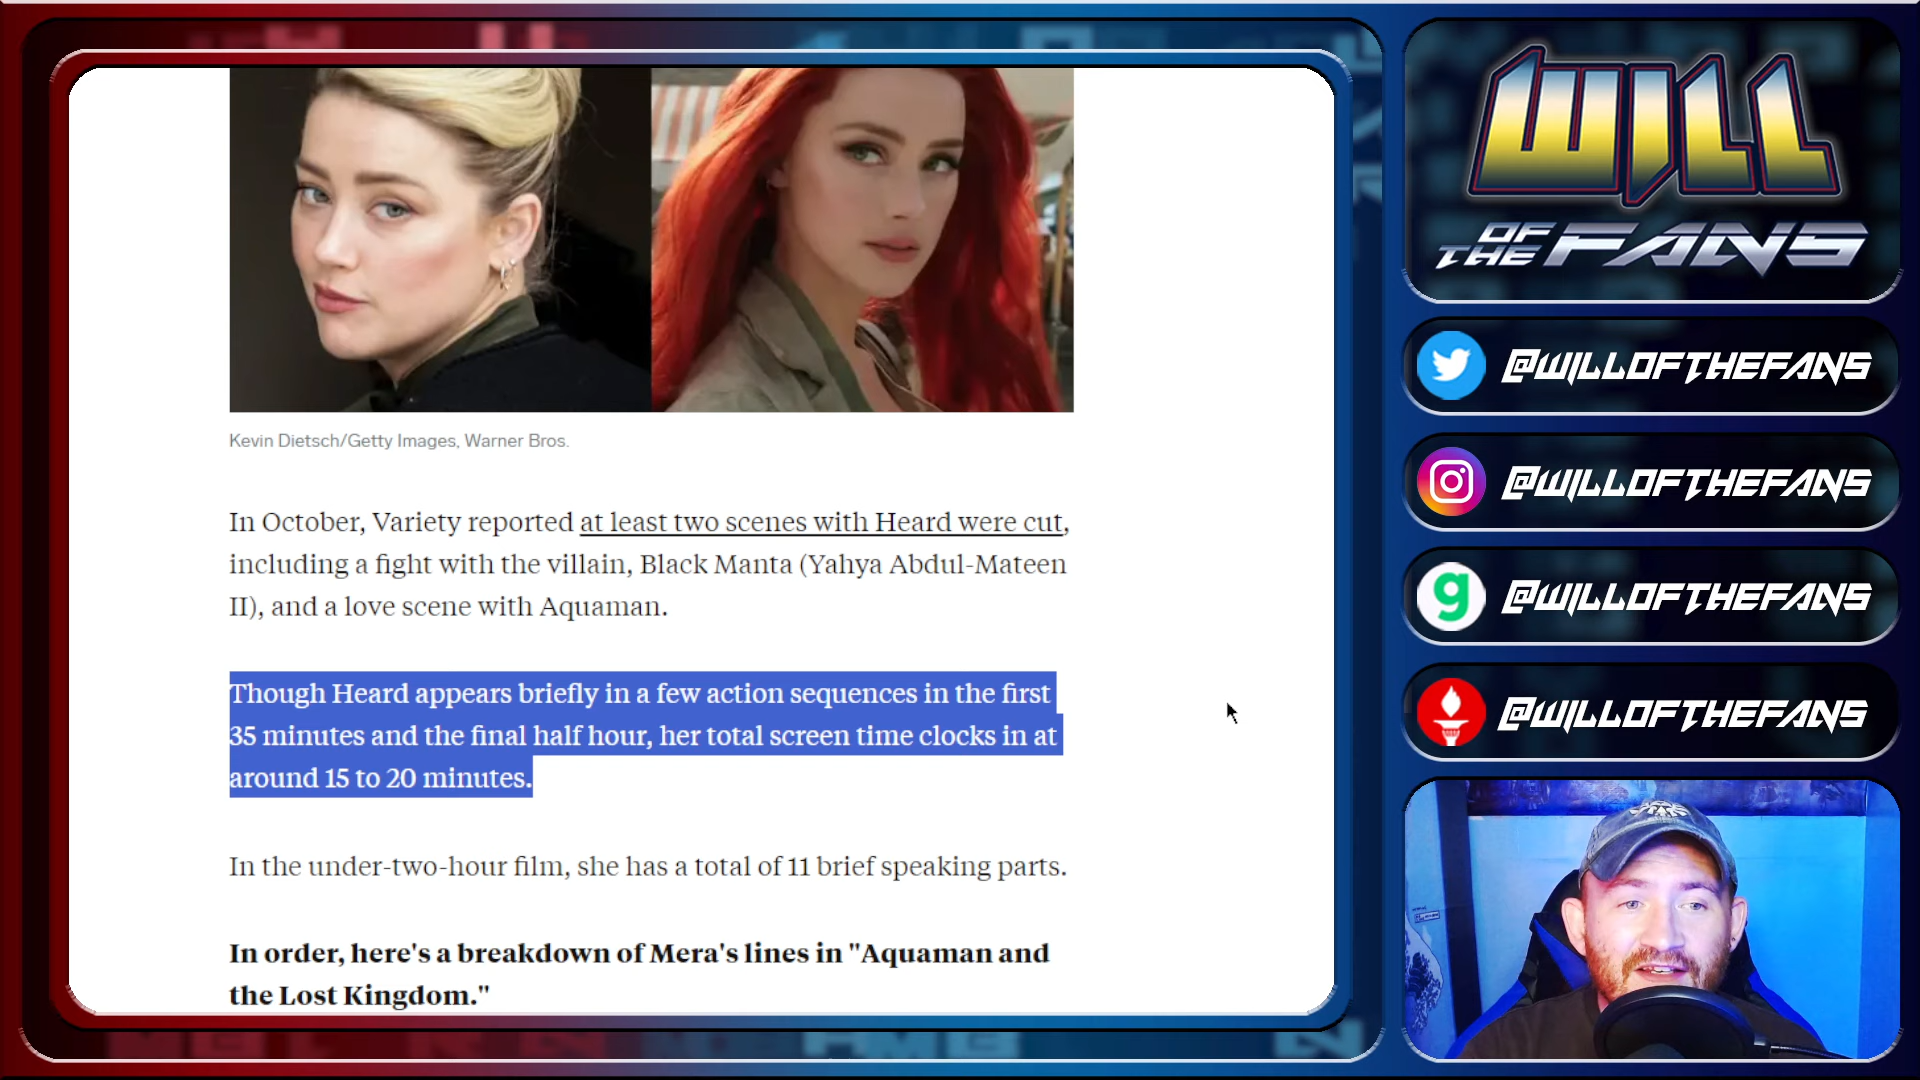 Kevin Dietsch/Getty Images, Warner Bros.
In October, Variety reported at least two scenes with Heard were cut,
including a fight with the villain, Black Manta (Yahya Abdul-Mateen
II), and a love scene with Aquaman.
Though Heard appears briefly in a few action sequences in the first
35 minutes and the final half hour, her total screen time clocks in at
around 15 to 20 minutes.
In the under-two-hour film, she has a total of 11 brief speaking parts.
In order, here's a breakdown of Mera's lines in "Aquaman and
the Lost Kingdom."
WILL
OF
THE FANS
@WILLOFTHEFANS
@WILLOFTHEFANS
g @WILLOFTHEFANS
@WILLOFTHEFANS